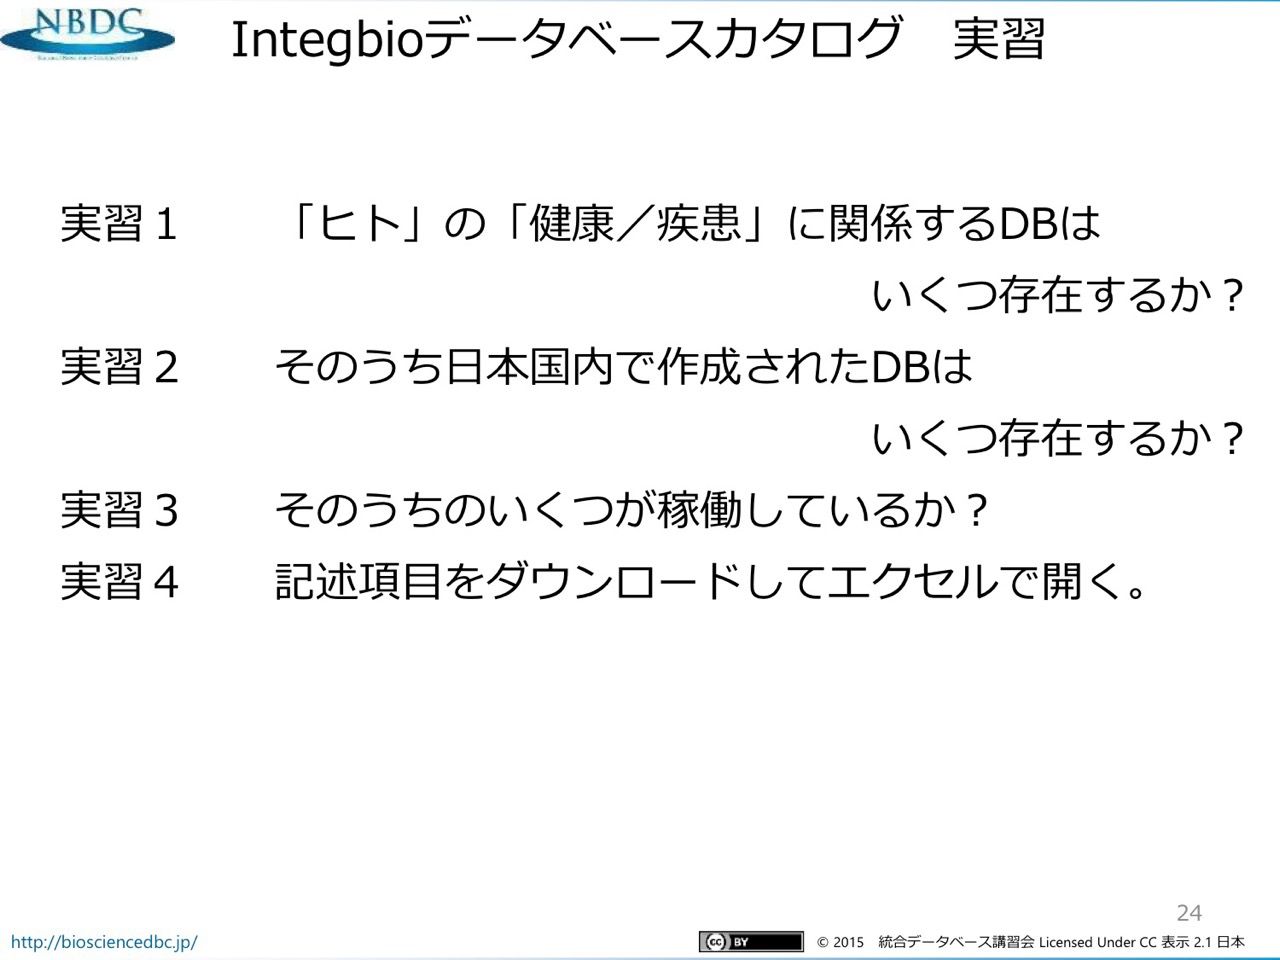 NBDC
Integbioデータベースカタログ　実習
実習１　「ヒト」の「健康／疾患」に関係するDBは
いくつ存在するか？
実習２　そのうち日本国内で作成されたDBは
いくつ存在するか？
実習３　そのうちのいくつが稼働しているか？
実習４　記述項目をダウンロードしてエクセルで開く。
24
http://biosciencedbc.jp/
cc BY © 2015　統合データベース講習会 Licensed Under CC 表示 2.1 日本